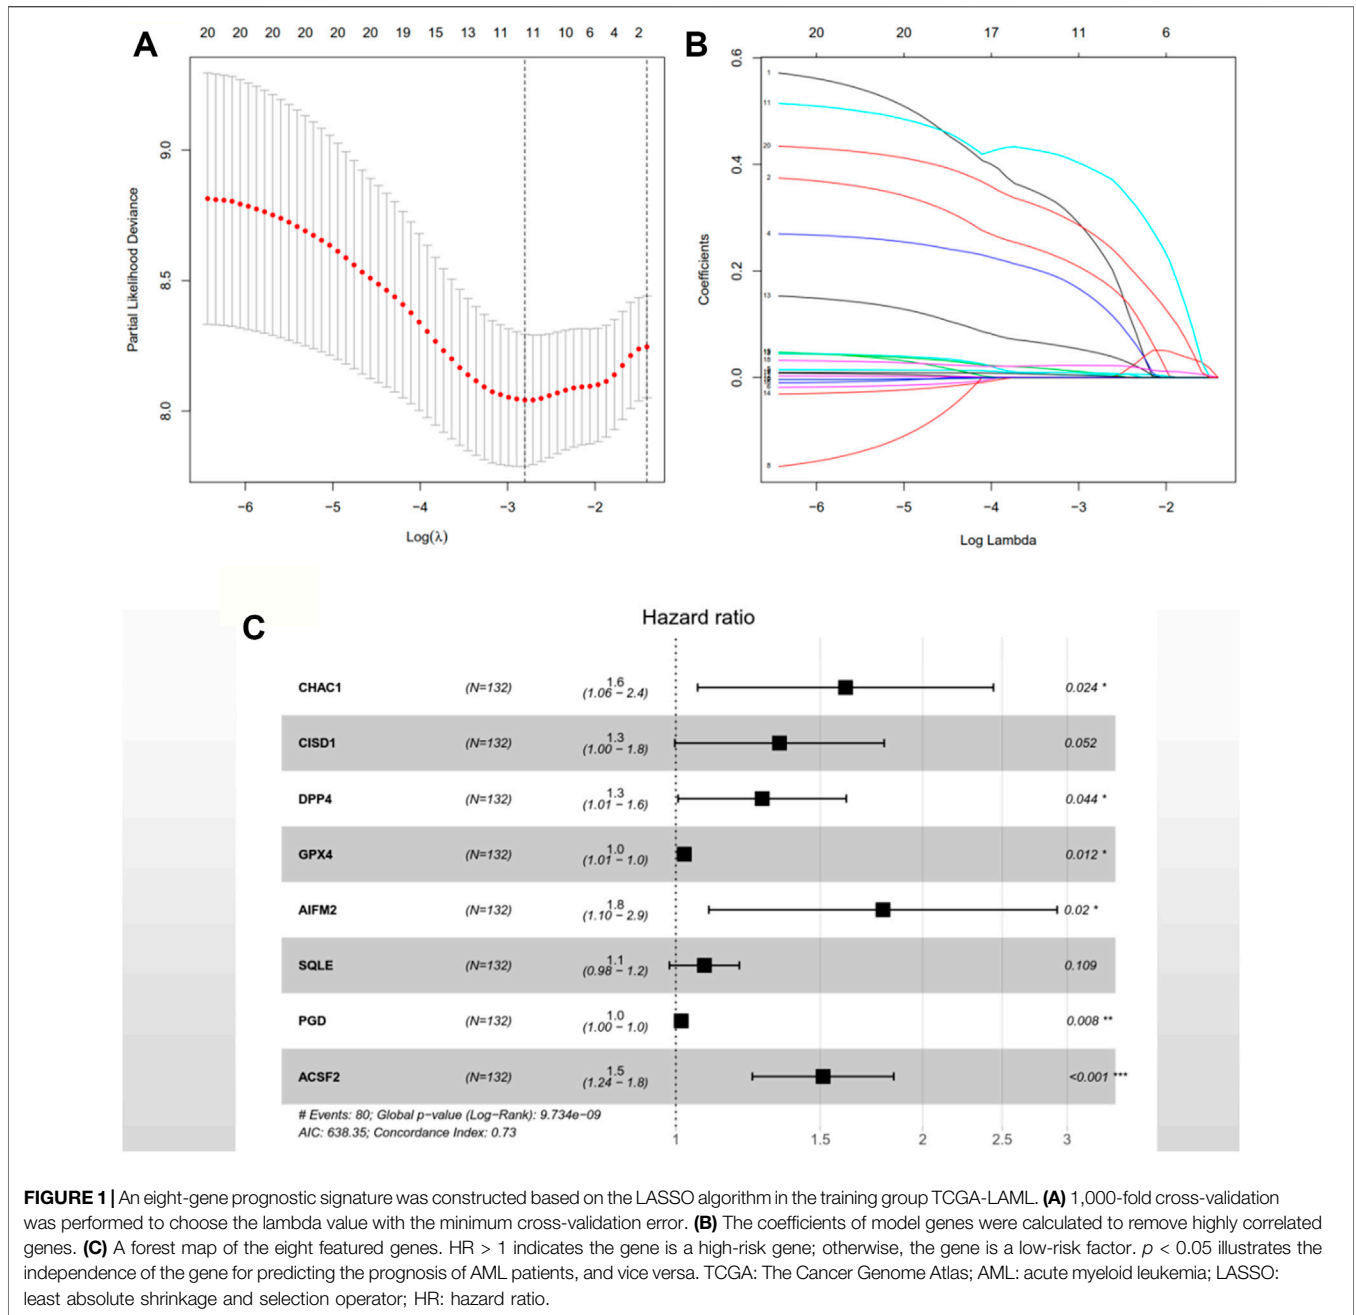 A
20 20 20 20 20 20 19 15 13 11 11 10 6 4 2
Partial Likelihood Deviance
9.0
8.5
8.0
−6 −5 −4 −3 −2
Log(λ)
B
20 20 17 11 6
Coefficients
0.6
0.4
0.2
0.0
1
11
20
2
4
13
14
8
−6 −5 −4 −3 −2
Log Lambda
C
Hazard ratio
CHAC1 (N=132) 1.6 (1.06 − 2.4) 0.024 *
CISD1 (N=132) 1.3 (1.00 − 1.8) 0.052
DPP4 (N=132) 1.3 (1.01 − 1.6) 0.044 *
GPX4 (N=132) 1.0 (1.01 − 1.0) 0.012 *
AIFM2 (N=132) 1.8 (1.10 − 2.9) 0.02 *
SQLE (N=132) 1.1 (0.98 − 1.2) 0.109
PGD (N=132) 1.0 (1.00 − 1.0) 0.008 **
ACSF2 (N=132) 1.5 (1.24 − 1.8) <0.001 ***
# Events: 80; Global p−value (Log−Rank): 9.734e−09
AIC: 638.35; Concordance Index: 0.73
1 1.5 2 2.5 3
FIGURE 1 | An eight-gene prognostic signature was constructed based on the LASSO algorithm in the training group TCGA-LAML. (A) 1,000-fold cross-validation
was performed to choose the lambda value with the minimum cross-validation error. (B) The coefficients of model genes were calculated to remove highly correlated
genes. (C) A forest map of the eight featured genes. HR > 1 indicates the gene is a high-risk gene; otherwise, the gene is a low-risk factor. p < 0.05 illustrates the
independence of the gene for predicting the prognosis of AML patients, and vice versa. TCGA: The Cancer Genome Atlas; AML: acute myeloid leukemia; LASSO:
least absolute shrinkage and selection operator; HR: hazard ratio.